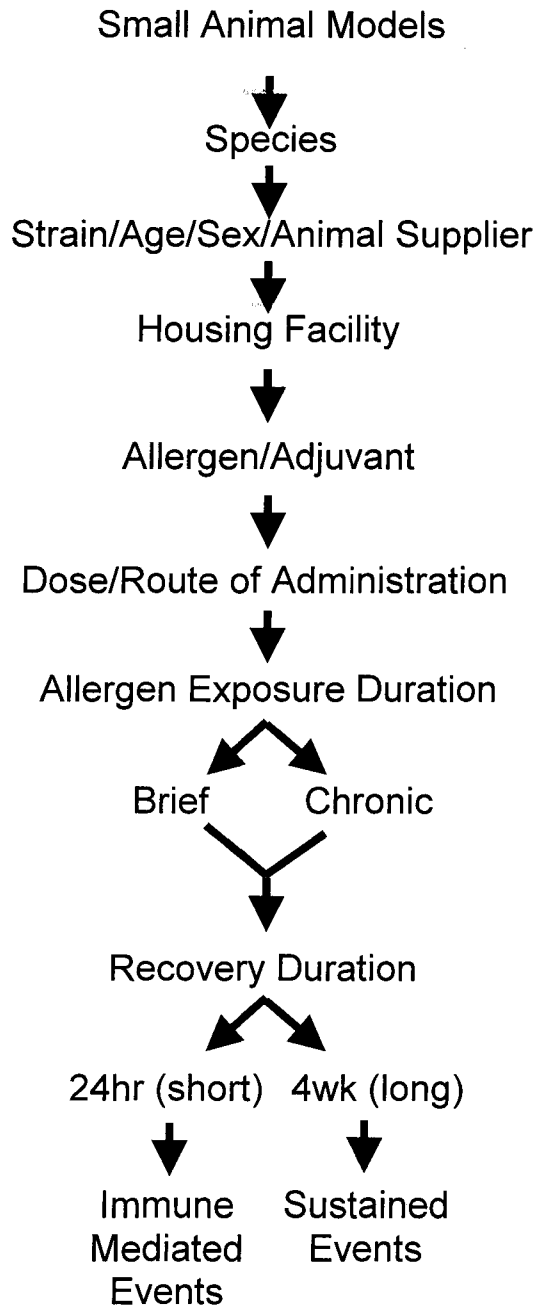 Small Animal Models
Species
Strain/Age/Sex/Animal Supplier
Housing Facility
Allergen/Adjuvant
Dose/Route of Administration
Allergen Exposure Duration
Brief
Chronic
Recovery Duration
24hr (short)
4wk (long)
Immune
Mediated
Events
Sustained
Events